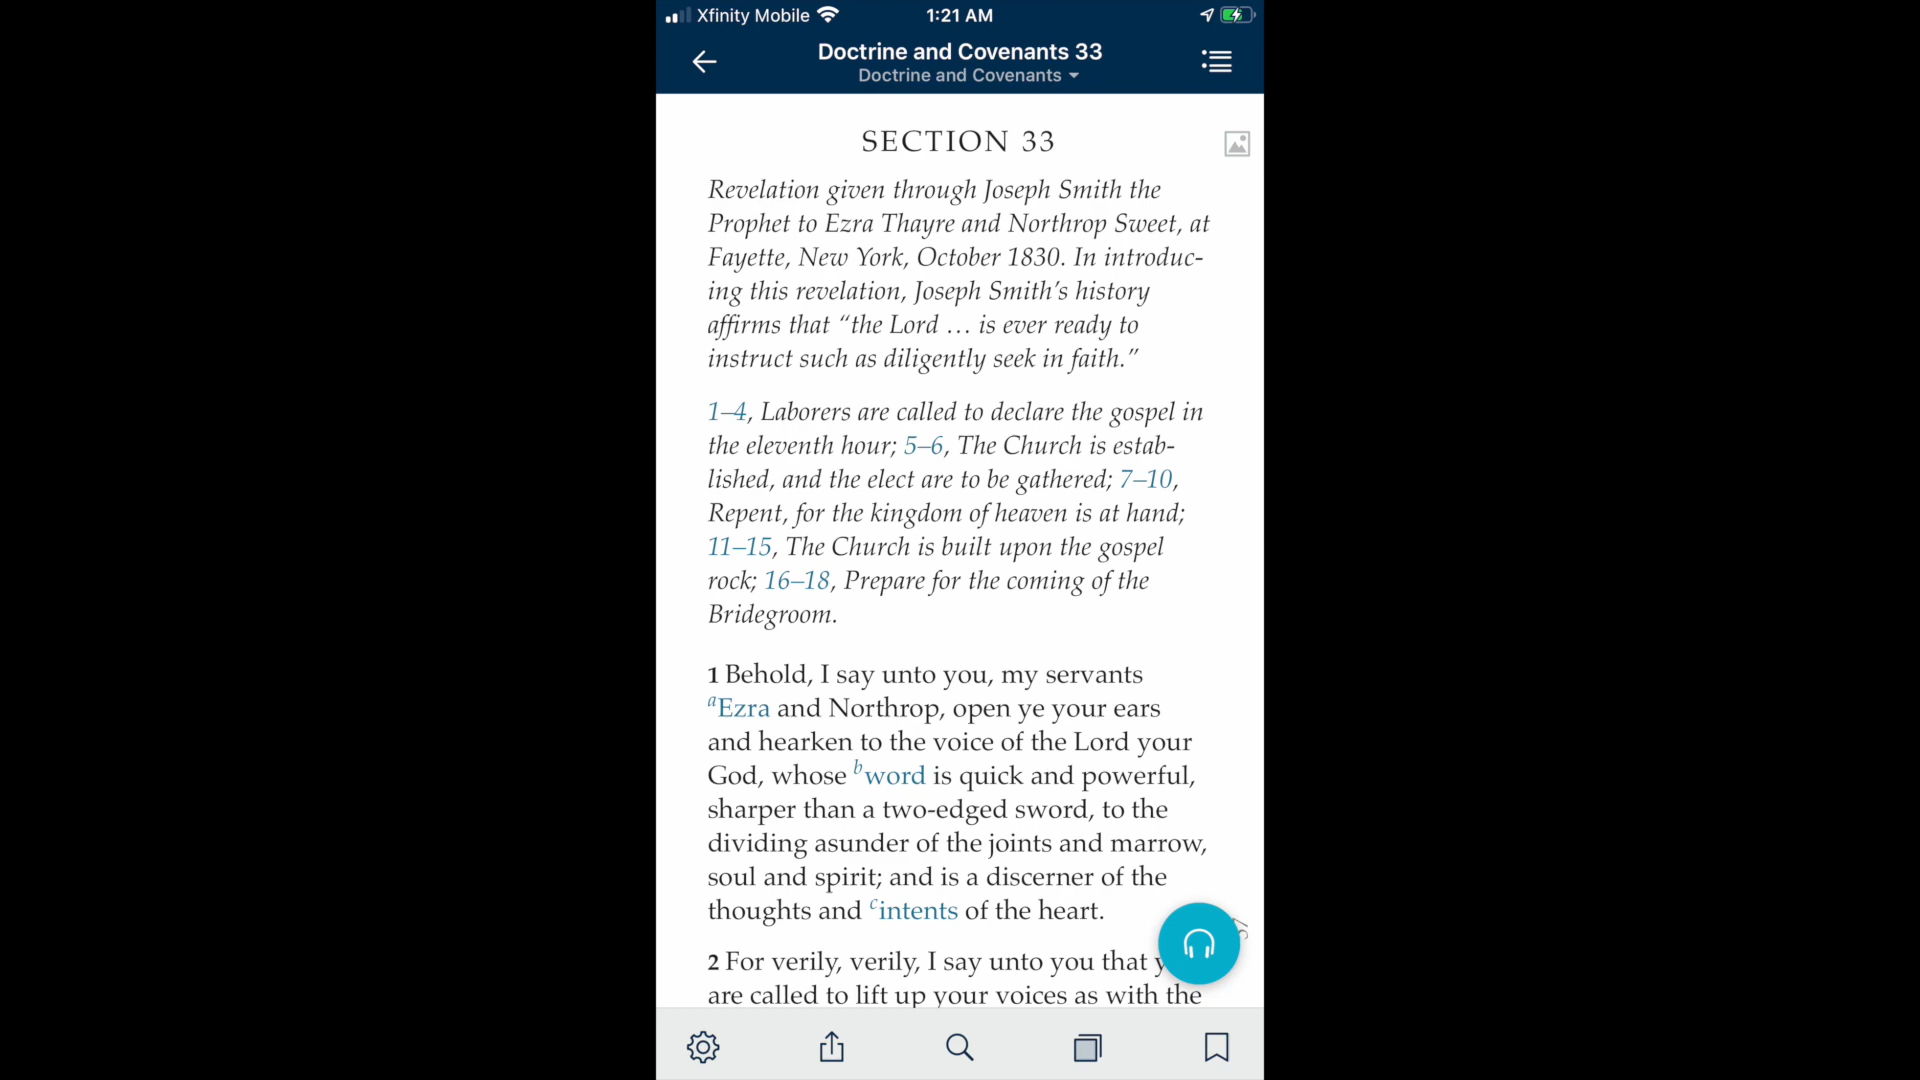 Xfinity Mobile 1:21 AM
Doctrine and Covenants 33
Doctrine and Covenants
SECTION 33
Revelation given through Joseph Smith the
Prophet to Ezra Thayre and Northrop Sweet, at
Fayette, New York, October 1830. In introduc-
ing this revelation, Joseph Smith’s history
affirms that “the Lord … is ever ready to
instruct such as diligently seek in faith.”
1–4, Laborers are called to declare the gospel in
the eleventh hour; 5–6, The Church is estab-
lished, and the elect are to be gathered; 7–10,
Repent, for the kingdom of heaven is at hand;
11–15, The Church is built upon the gospel
rock; 16–18, Prepare for the coming of the
Bridegroom.
1 Behold, I say unto you, my servants
aEzra and Northrop, open ye your ears
and hearken to the voice of the Lord your
God, whose bword is quick and powerful,
sharper than a two-edged sword, to the
dividing asunder of the joints and marrow,
soul and spirit; and is a discerner of the
thoughts and cintents of the heart.
2 For verily, verily, I say unto you that
are called to lift up your voices as with the